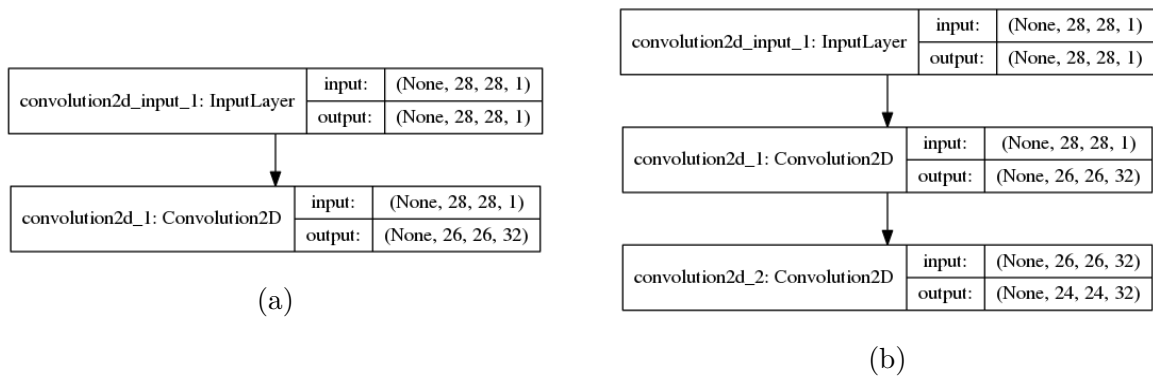 convolution2d_input_1: InputLayer
input: (None, 28, 28, 1)
output: (None, 28, 28, 1)
convolution2d_1: Convolution2D
input: (None, 28, 28, 1)
output: (None, 26, 26, 32)
(a)
convolution2d_input_1: InputLayer
input: (None, 28, 28, 1)
output: (None, 28, 28, 1)
convolution2d_1: Convolution2D
input: (None, 28, 28, 1)
output: (None, 26, 26, 32)
convolution2d_2: Convolution2D
input: (None, 26, 26, 32)
output: (None, 24, 24, 32)
(b)